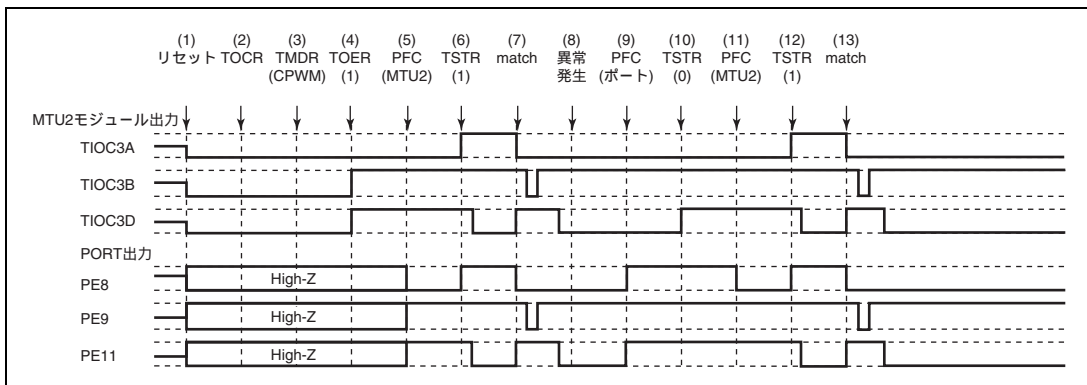 (1) (2) (3) (4) (5) (6) (7) (8) (9) (10) (11) (12) (13)
リセット TOCR TMDR TOER PFC TSTR match 異常 PFC TSTR PFC TSTR match
(CPWM) (1) (MTU2) (1) 発生 (ポート) (0) (MTU2) (1)
MTU2モジュール出力
TIOC3A
TIOC3B
TIOC3D
PORT出力
PE8 High-Z
PE9 High-Z
PE11 High-Z